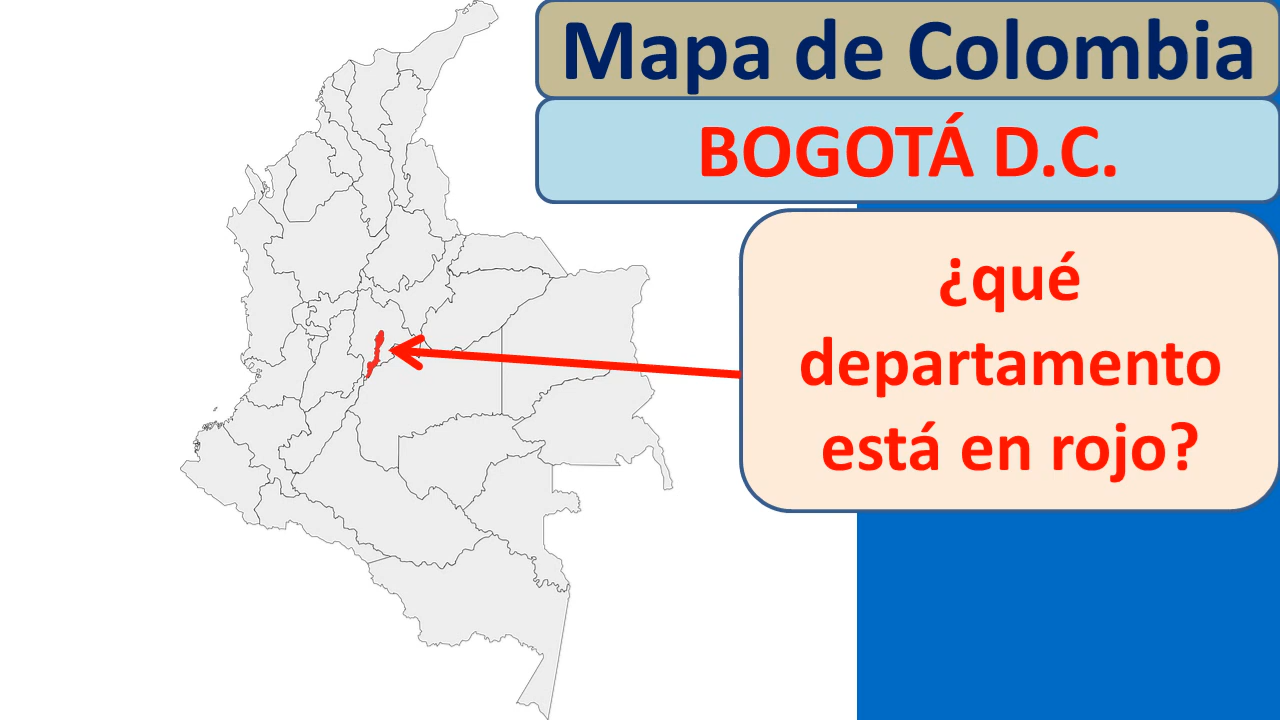 Mapa de Colombia
BOGOTÁ D.C.
¿qué
departamento
está en rojo?